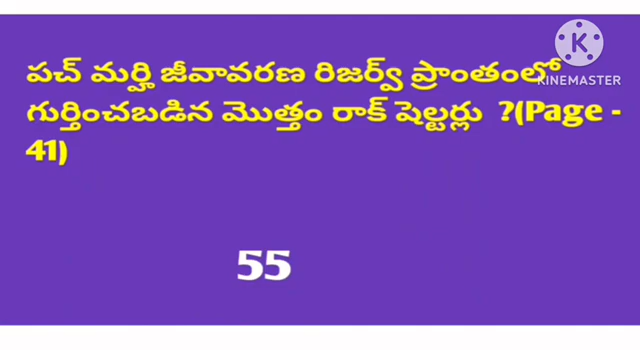 పచ్ మర్హి జీవావరణ రిజర్వ్ ప్రాంతంలో
గుర్తించబడిన మొత్తం రాక్ షెల్టర్లు ?(Page -
41)
55
K
KINEMASTER